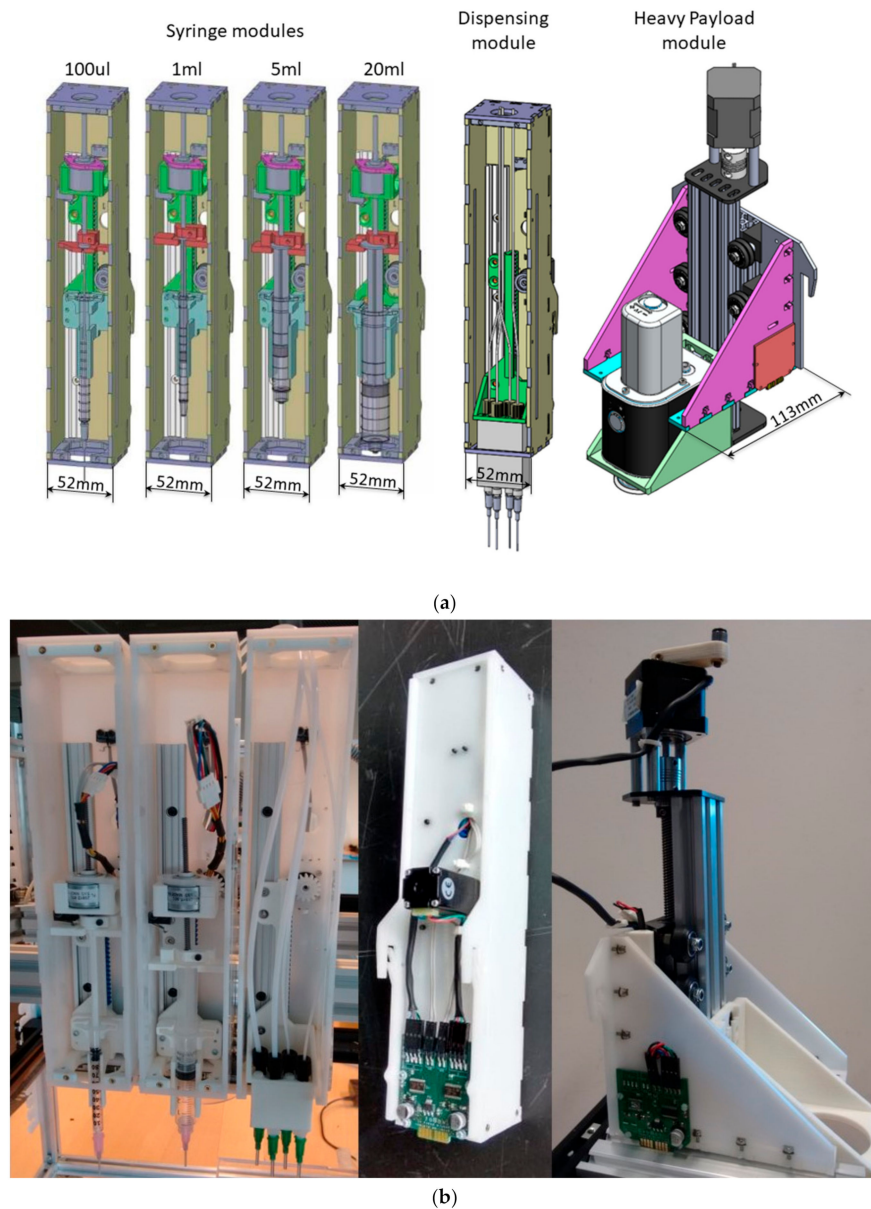 Syringe modules
Dispensing module
Heavy Payload module
100ul 1ml 5ml 20ml
52mm 52mm 52mm 52mm
52mm
113mm
(a)
(b)